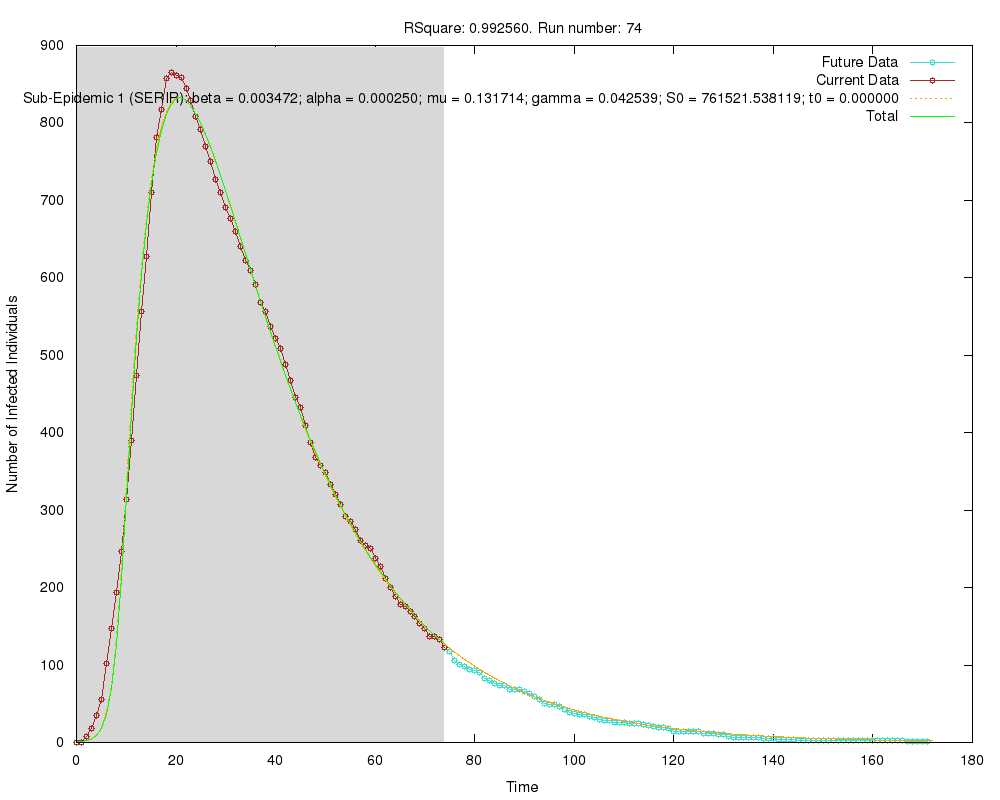 RSquare: 0.992560. Run number: 74
900
800
700
600
500
400
300
200
100
0
Number of Infected Individuals
Future Data
Current Data
Sub-Epidemic 1 (SERIR): beta = 0.003472; alpha = 0.000250; mu = 0.131714; gamma = 0.042539; S0 = 761521.538119; t0 = 0.000000
Total
0 20 40 60 80 100 120 140 160 180
Time